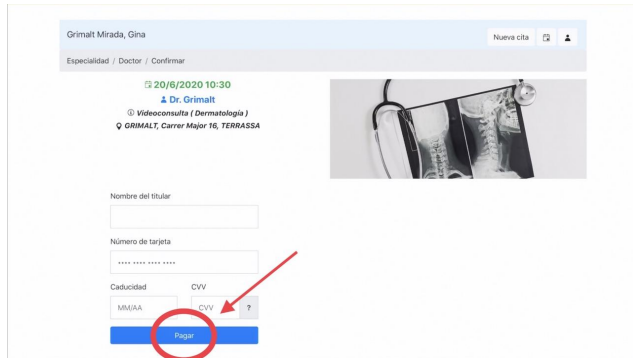 Grimalt Mirada, Gina
Nueva cita
Especialidad / Doctor / Confirmar
20/6/2020 10:30
Dr. Grimalt
Videoconsulta ( Dermatología )
GRIMALT, Carrer Major 16, TERRASSA
Nombre del titular
Número de tarjeta
•••• •••• •••• ••••
Caducidad CVV
MM/AA CVV ?
Pagar